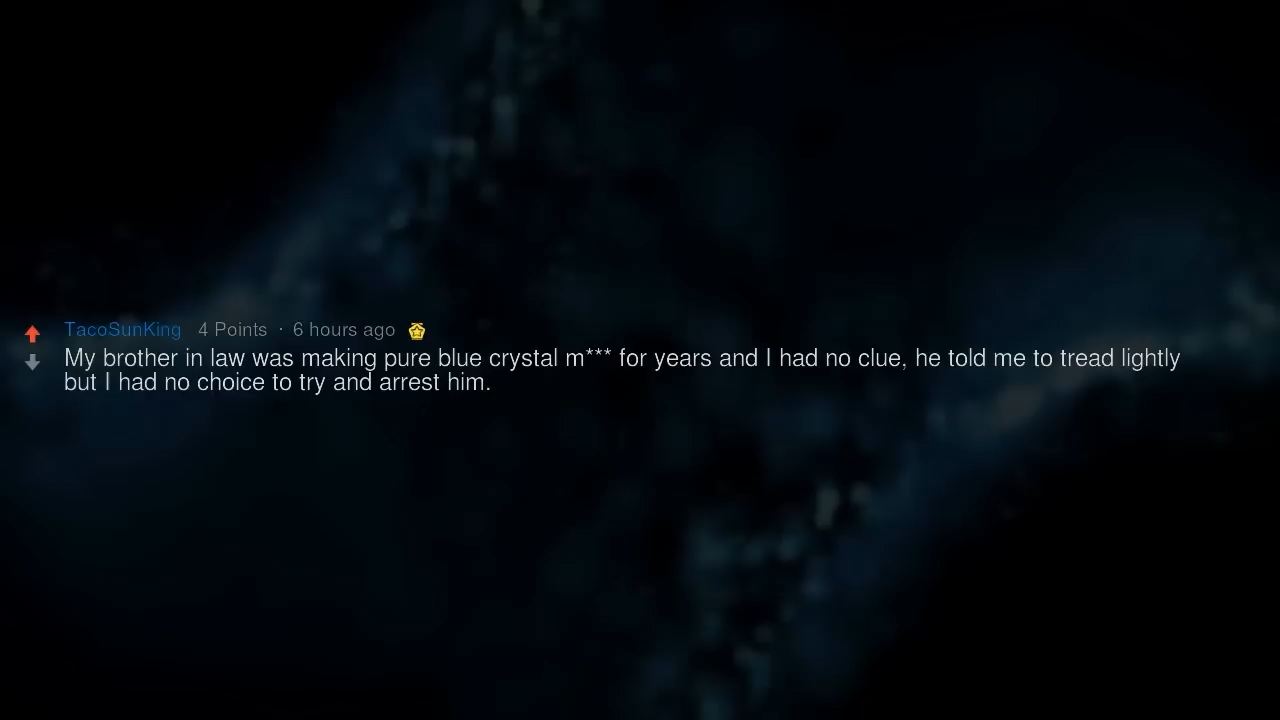 TacoSunKing 4 Points · 6 hours ago
My brother in law was making pure blue crystal m*** for years and I had no clue, he told me to tread lightly
but I had no choice to try and arrest him.